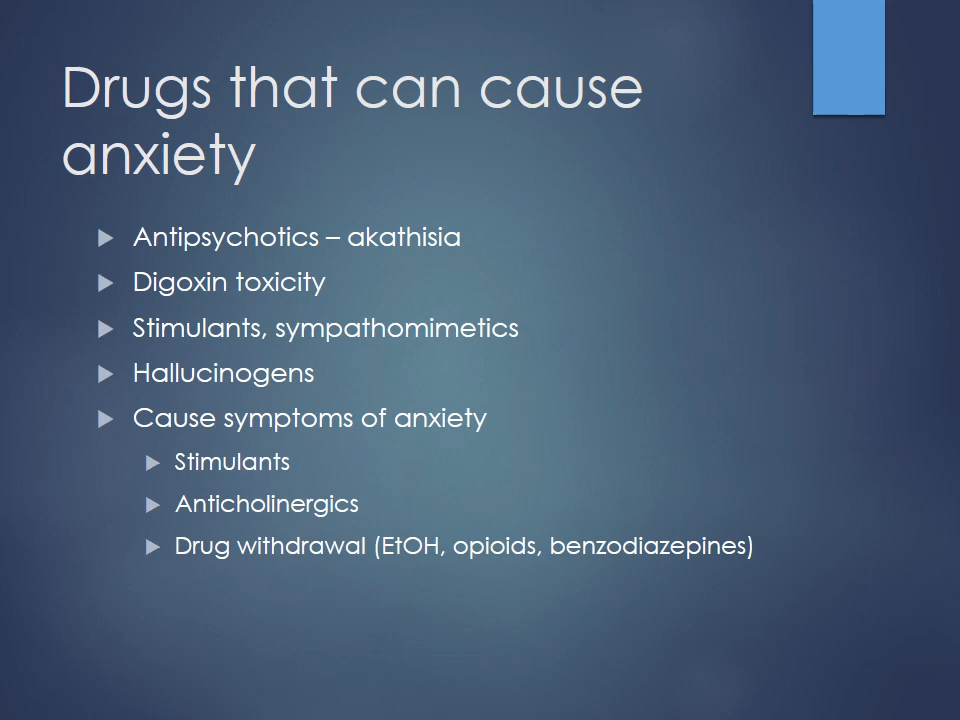 Drugs that can cause
anxiety
Antipsychotics – akathisia
Digoxin toxicity
Stimulants, sympathomimetics
Hallucinogens
Cause symptoms of anxiety
Stimulants
Anticholinergics
Drug withdrawal (EtOH, opioids, benzodiazepines)